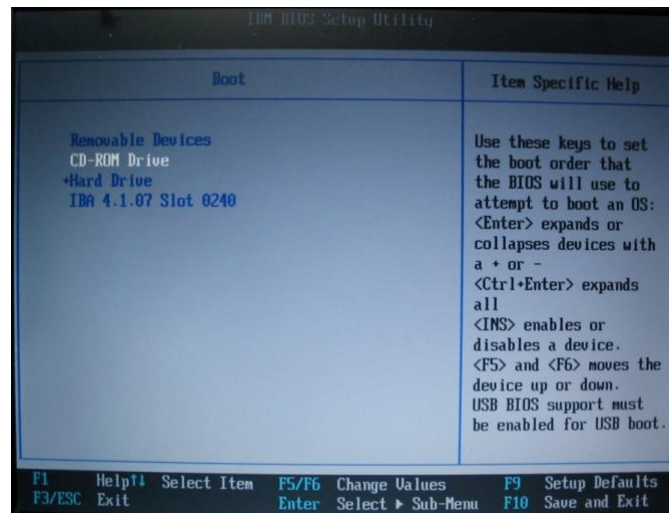 IBM BIOS Setup Utility
Boot
Item Specific Help
Removable Devices
CD-ROM Drive
+Hard Drive
IBA 4.1.07 Slot 0240
Use these keys to set
the boot order that
the BIOS will use to
attempt to boot an OS:
<Enter> expands or
collapses devices with
a + or -
<Ctrl+Enter> expands
all
<INS> enables or
disables a device.
<F5> and <F6> moves the
device up or down.
USB BIOS support must
be enabled for USB boot.
F1 Help↑↓ Select Item F5/F6 Change Values F9 Setup Defaults
F3/ESC Exit Enter Select ▶ Sub-Menu F10 Save and Exit